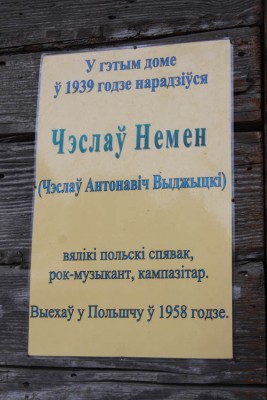 У гэтым доме
ў 1939 годзе нарадзіўся
Чэслаў Немен
(Чэслаў Антонавіч Выджыцкі)
вялікі польскі спявак,
рок-музыкант, кампазітар.
Выехаў у Польшчу ў 1958 годзе.